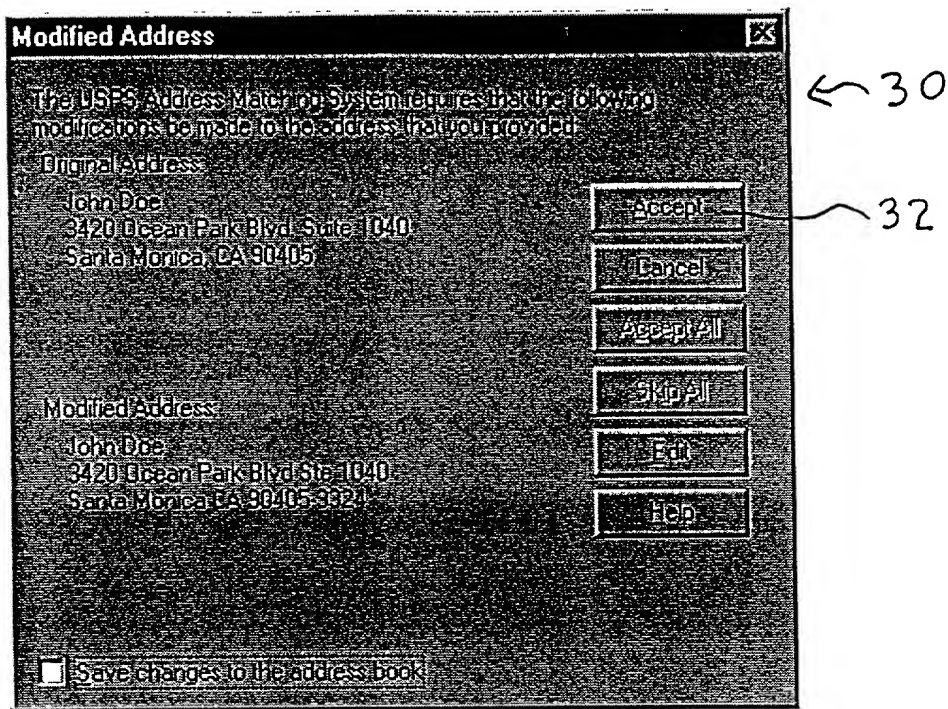 Modified Address
The USPS Address Matching System requires that the following
modifications be made to the address that you provided
30
Original Address:
John Doe
3420 Ocean Park Blvd. Suite 1040
Santa Monica, CA 90405
Accept
32
Cancel
Accept All
Skip All
Modified Address:
John Doe
3420 Ocean Park Blvd Ste 1040
Santa Monica CA 90405-3324
Edit
Help
Save changes to the address book